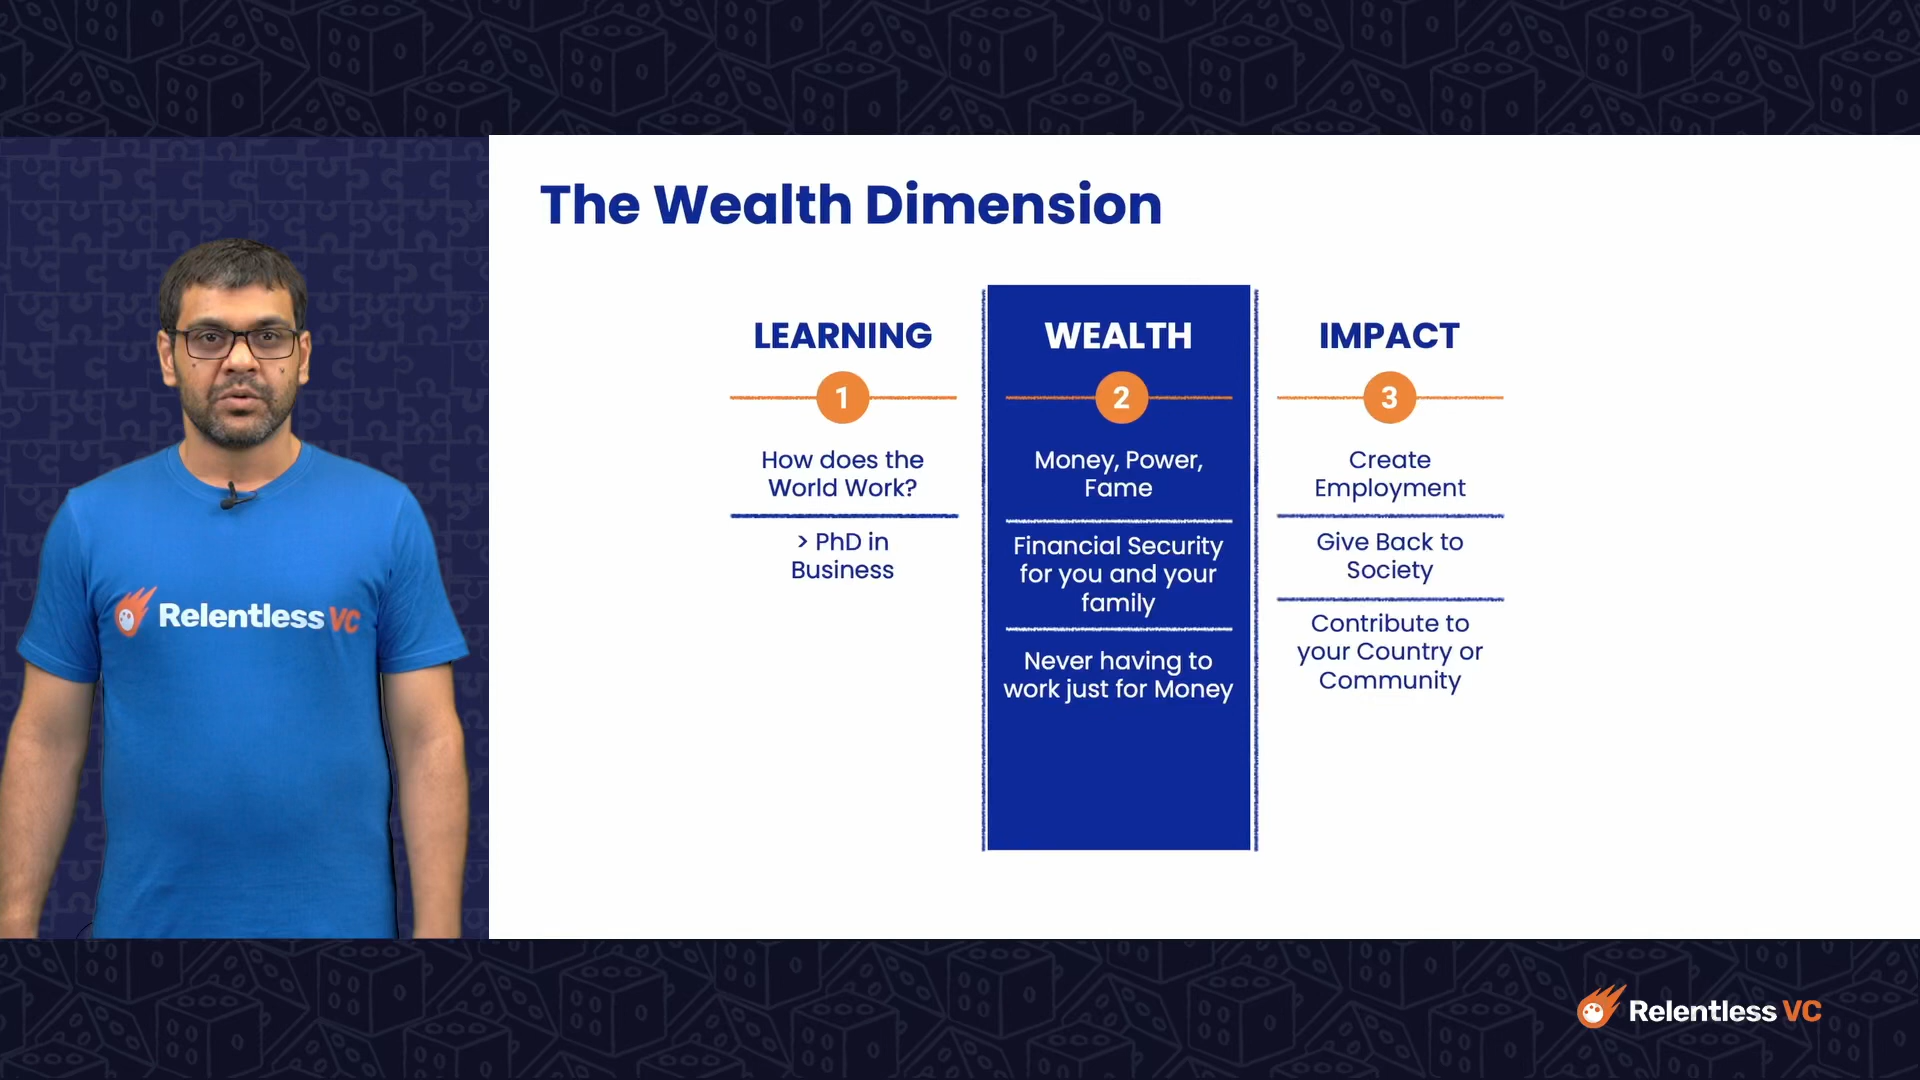 The Wealth Dimension
LEARNING
1
How does the
World Work?
> PhD in
Business
WEALTH
2
Money, Power,
Fame
Financial Security
for you and your
family
Never having to
work just for Money
IMPACT
3
Create
Employment
Give Back to
Society
Contribute to
your Country or
Community
Relentless VC
Relentless VC